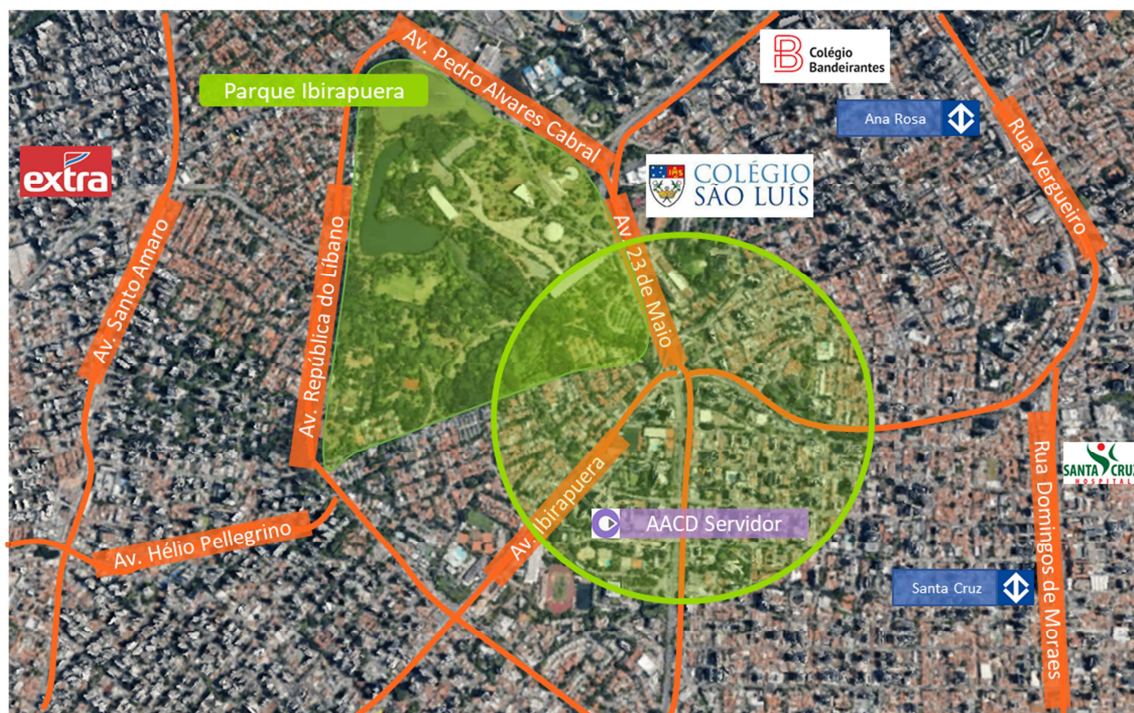 Av. Pedro Alvares Cabral
B
Colégio
Bandeirantes
Parque Ibirapuera
Ana Rosa
Rua Vergueiro
extra
IHS
COLÉGIO
SÃO LUÍS
Av. Santo Amaro
Av. República do Líbano
Av. 23 de Maio
SANTA CRUZ
HOSPITAL
Av. Ibirapuera
AACD Servidor
Av. Hélio Pellegrino
Santa Cruz
Rua Domingos de Moraes